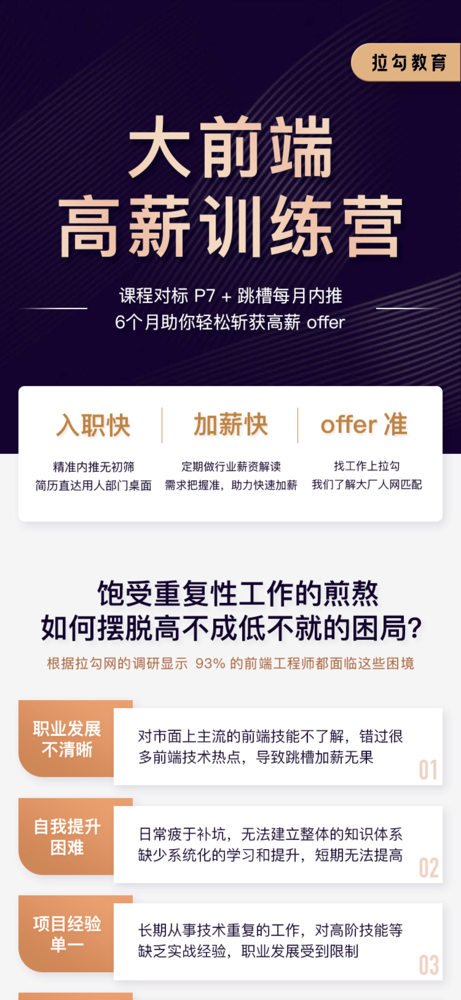 拉勾教育
大前端
高薪训练营
课程对标 P7 + 跳槽每月内推
6个月助你轻松斩获高薪 offer
入职快
精准内推无初筛
简历直达用人部门桌面
加薪快
定期做行业薪资解读
需求把握准，助力快速加薪
offer 准
找工作上拉勾
我们了解大厂人网匹配
饱受重复性工作的煎熬
如何摆脱高不成低不就的困局?
根据拉勾网的调研显示 93% 的前端工程师都面临这些困境
职业发展
不清晰
对市面上主流的前端技能不了解，错过很
多前端技术热点，导致跳槽加薪无果
01
自我提升
困难
日常疲于补坑，无法建立整体的知识体系
缺少系统化的学习和提升，短期无法提高
02
项目经验
单一
长期从事技术重复的工作，对高阶技能等
缺乏实战经验，职业发展受到限制
03